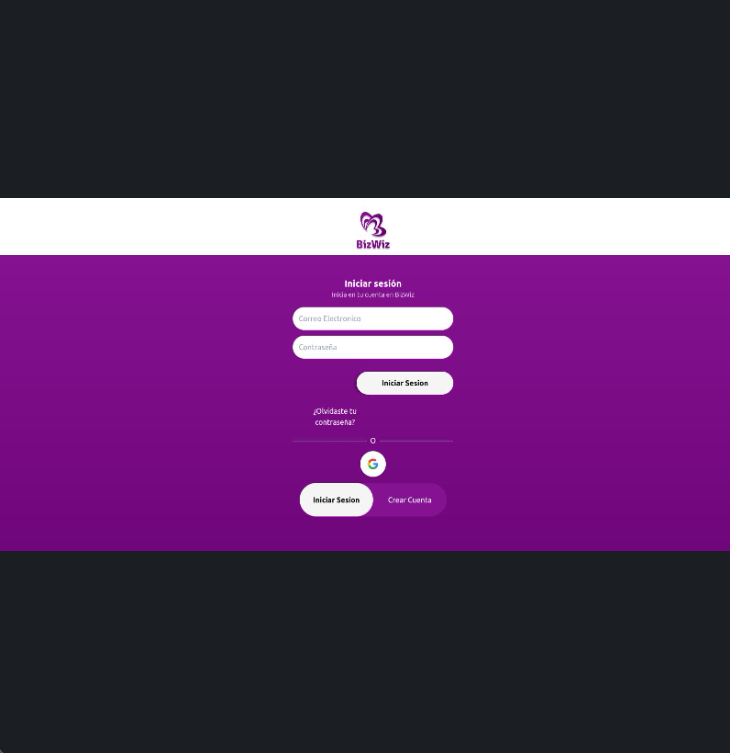 BizWiz
Iniciar sesión
Inicia en tu cuenta en BizWiz
Correo Electronico
Contraseña
Iniciar Sesion
¿Olvidaste tu
contraseña?
O
Iniciar Sesion
Crear Cuenta